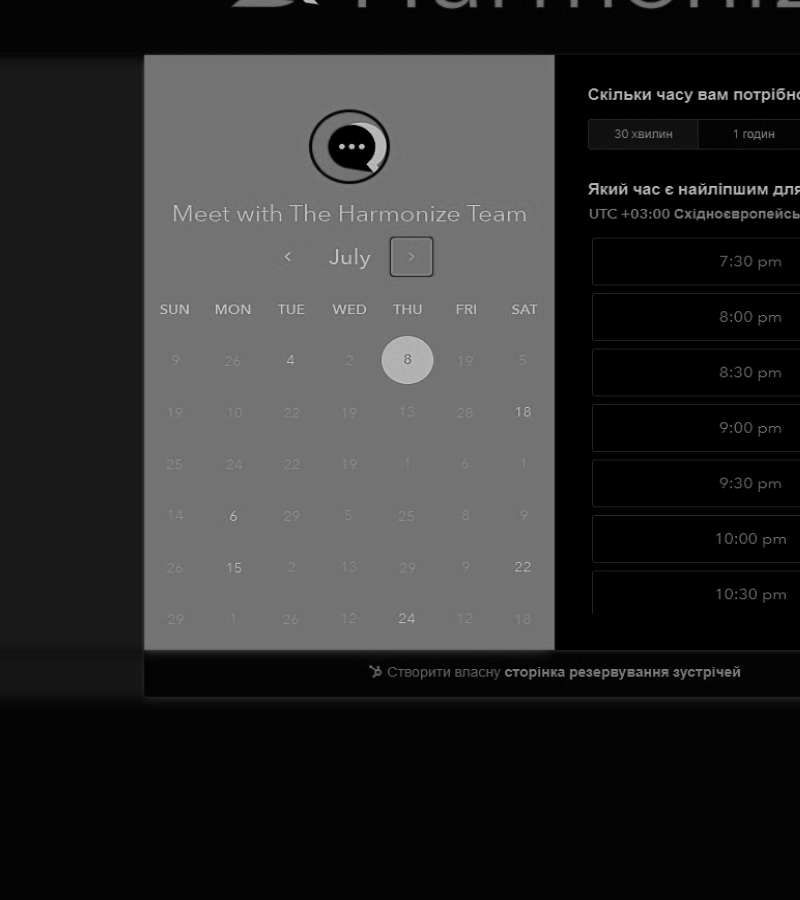 Harmoniz
Meet with The Harmonize Team
July
SUN MON TUE WED THU FRI SAT
9 26 4 2 8 19 5
19 10 22 19 13 28 18
25 24 22 19 1 6 1
14 6 29 5 25 8 9
26 15 2 13 29 9 22
29 1 26 12 24 12 18
Скільки часу вам потрібно
30 хвилин 1 годин
Який час є найліпшим для
UTC +03:00 Східноєвропейсь
7:30 pm
8:00 pm
8:30 pm
9:00 pm
9:30 pm
10:00 pm
10:30 pm
Створити власну сторінка резервування зустрічей